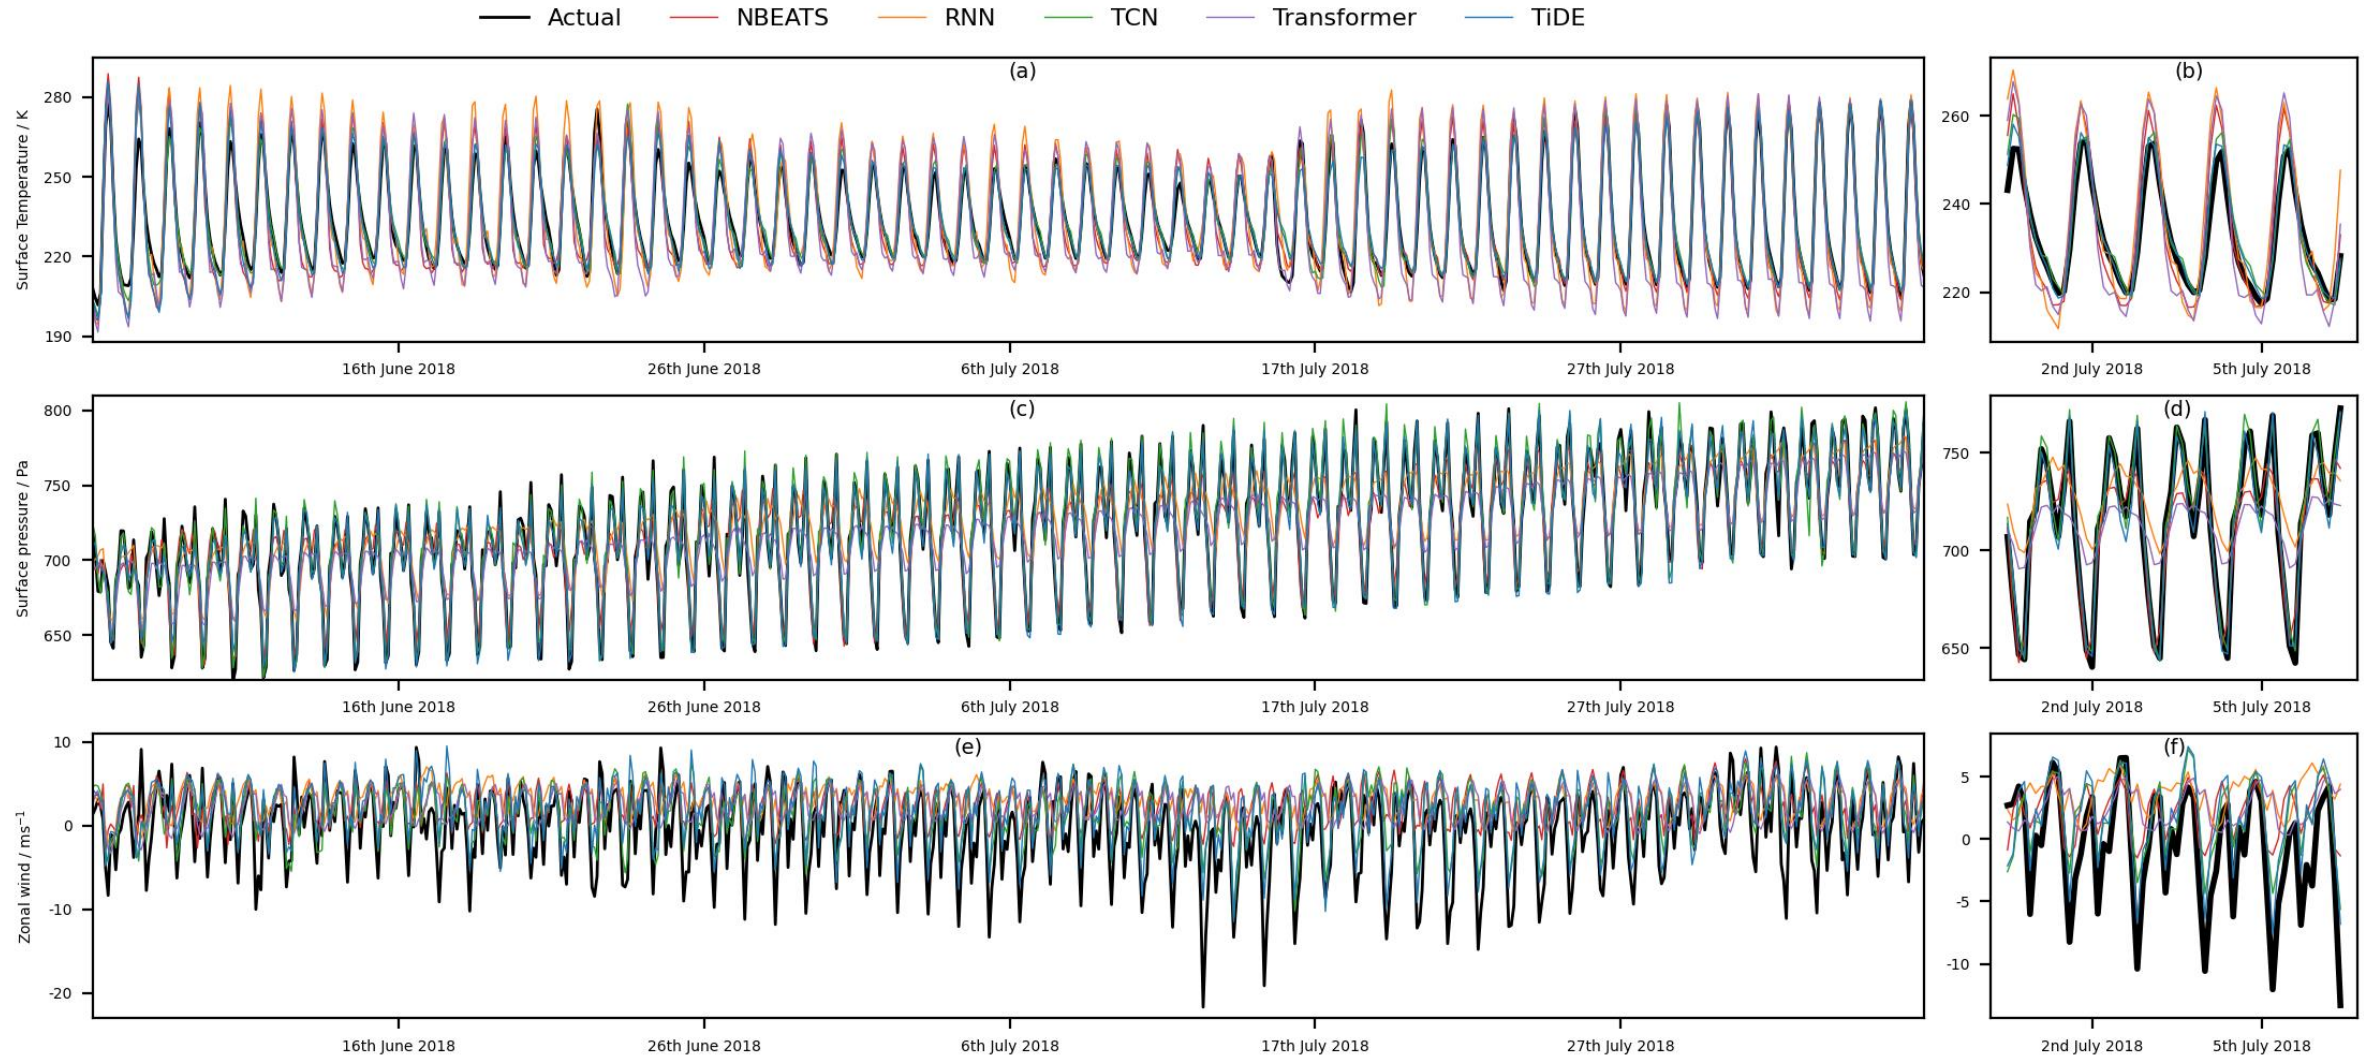 Actual NBEATS RNN TCN Transformer TiDE
(a)
Surface Temperature / K
280
250
220
190
16th June 2018 26th June 2018 6th July 2018 17th July 2018 27th July 2018
(b)
260
240
220
2nd July 2018 5th July 2018
(c)
Surface pressure / Pa
800
750
700
650
16th June 2018 26th June 2018 6th July 2018 17th July 2018 27th July 2018
(d)
750
700
650
2nd July 2018 5th July 2018
(e)
Zonal wind / ms⁻¹
10
0
-10
-20
16th June 2018 26th June 2018 6th July 2018 17th July 2018 27th July 2018
(f)
5
0
-5
-10
2nd July 2018 5th July 2018